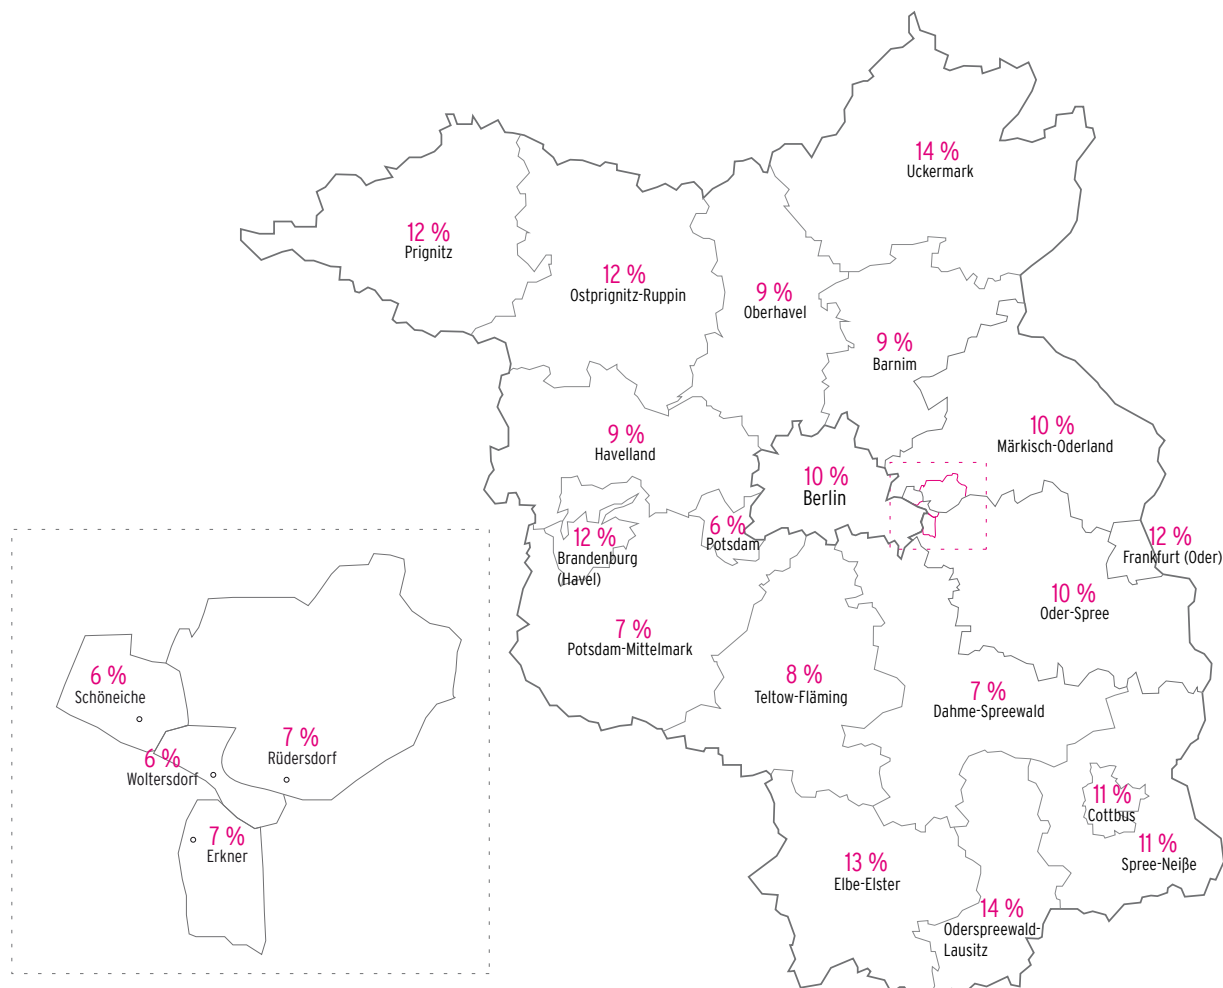 14 %
Uckermark
12 %
Prignitz
12 %
Ostprignitz-Ruppin
9 %
Oberhavel
9 %
Barnim
9 %
Havelland
10 %
Märkisch-Oderland
10 %
Berlin
6 %
Potsdam
12 %
Brandenburg
(Havel)
12 %
Frankfurt (Oder)
10 %
Oder-Spree
7 %
Potsdam-Mittelmark
8 %
Teltow-Fläming
7 %
Dahme-Spreewald
6 %
Schöneiche
6 %
Woltersdorf
7 %
Rüdersdorf
7 %
Erkner
11 %
Cottbus
11 %
Spree-Neiße
13 %
Elbe-Elster
14 %
Oderspreewald-
Lausitz